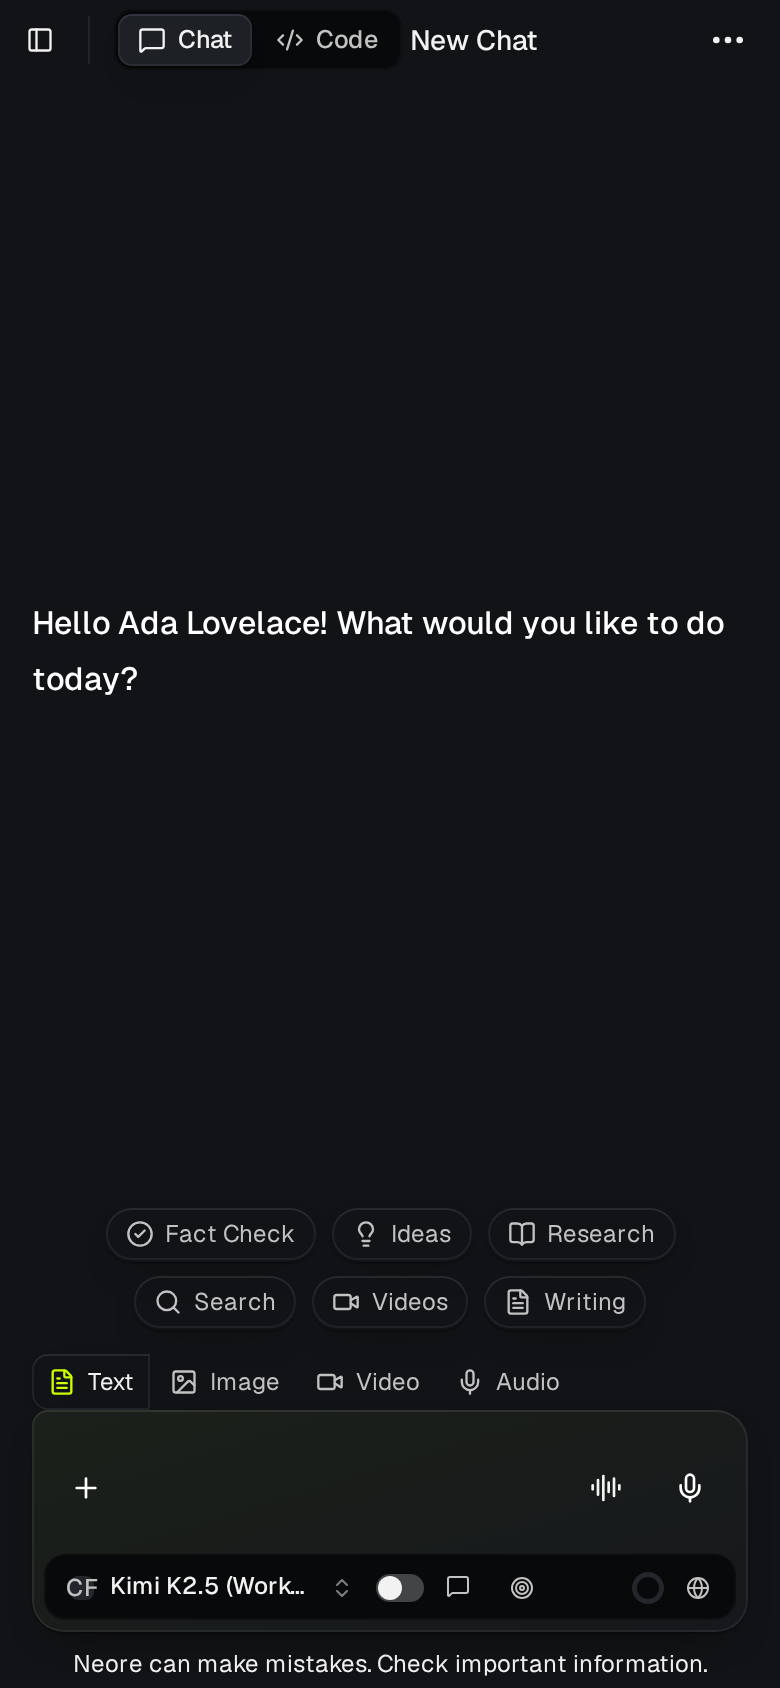 Chat
Code
New Chat
Hello Ada Lovelace! What would you like to do
today?
Fact Check
Ideas
Research
Search
Videos
Writing
Text
Image
Video
Audio
CF
Kimi K2.5 (Work...
Neore can make mistakes. Check important information.